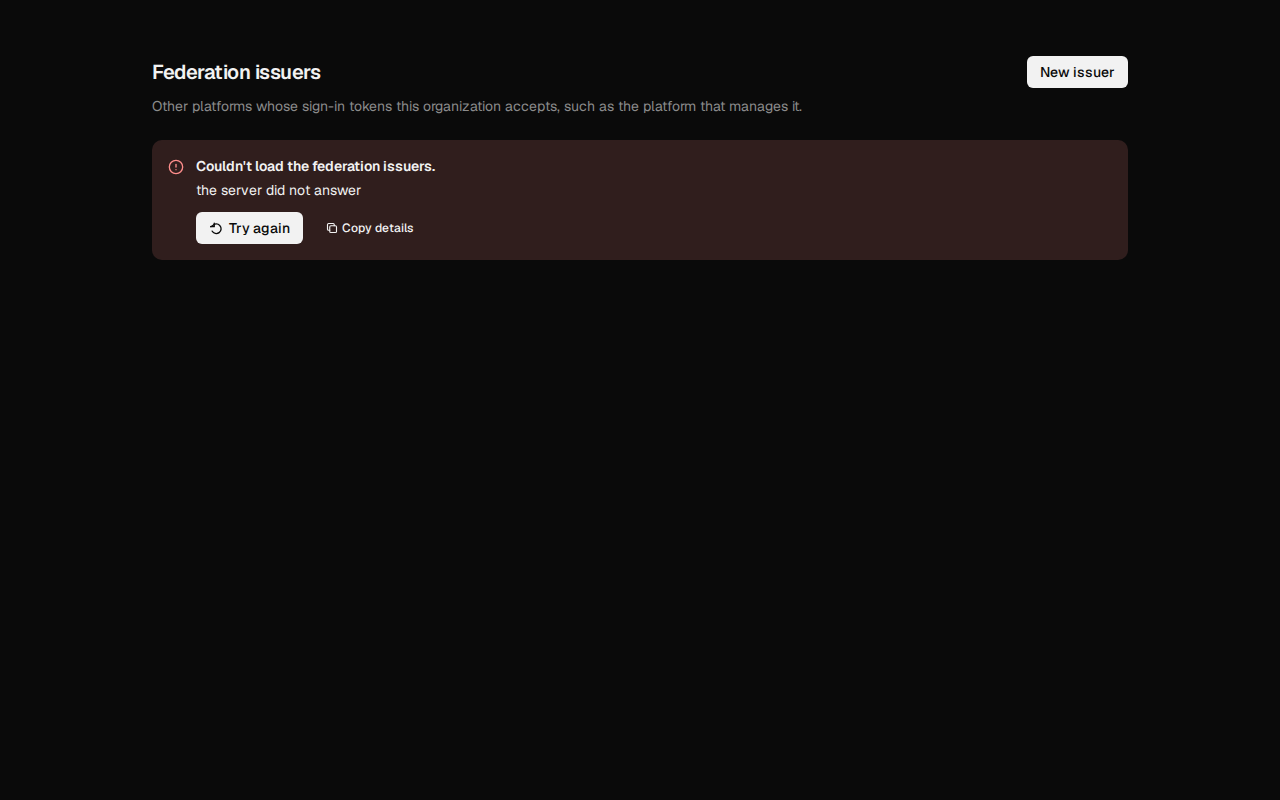 Federation issuers
New issuer
Other platforms whose sign-in tokens this organization accepts, such as the platform that manages it.
Couldn't load the federation issuers.
the server did not answer
Try again
Copy details